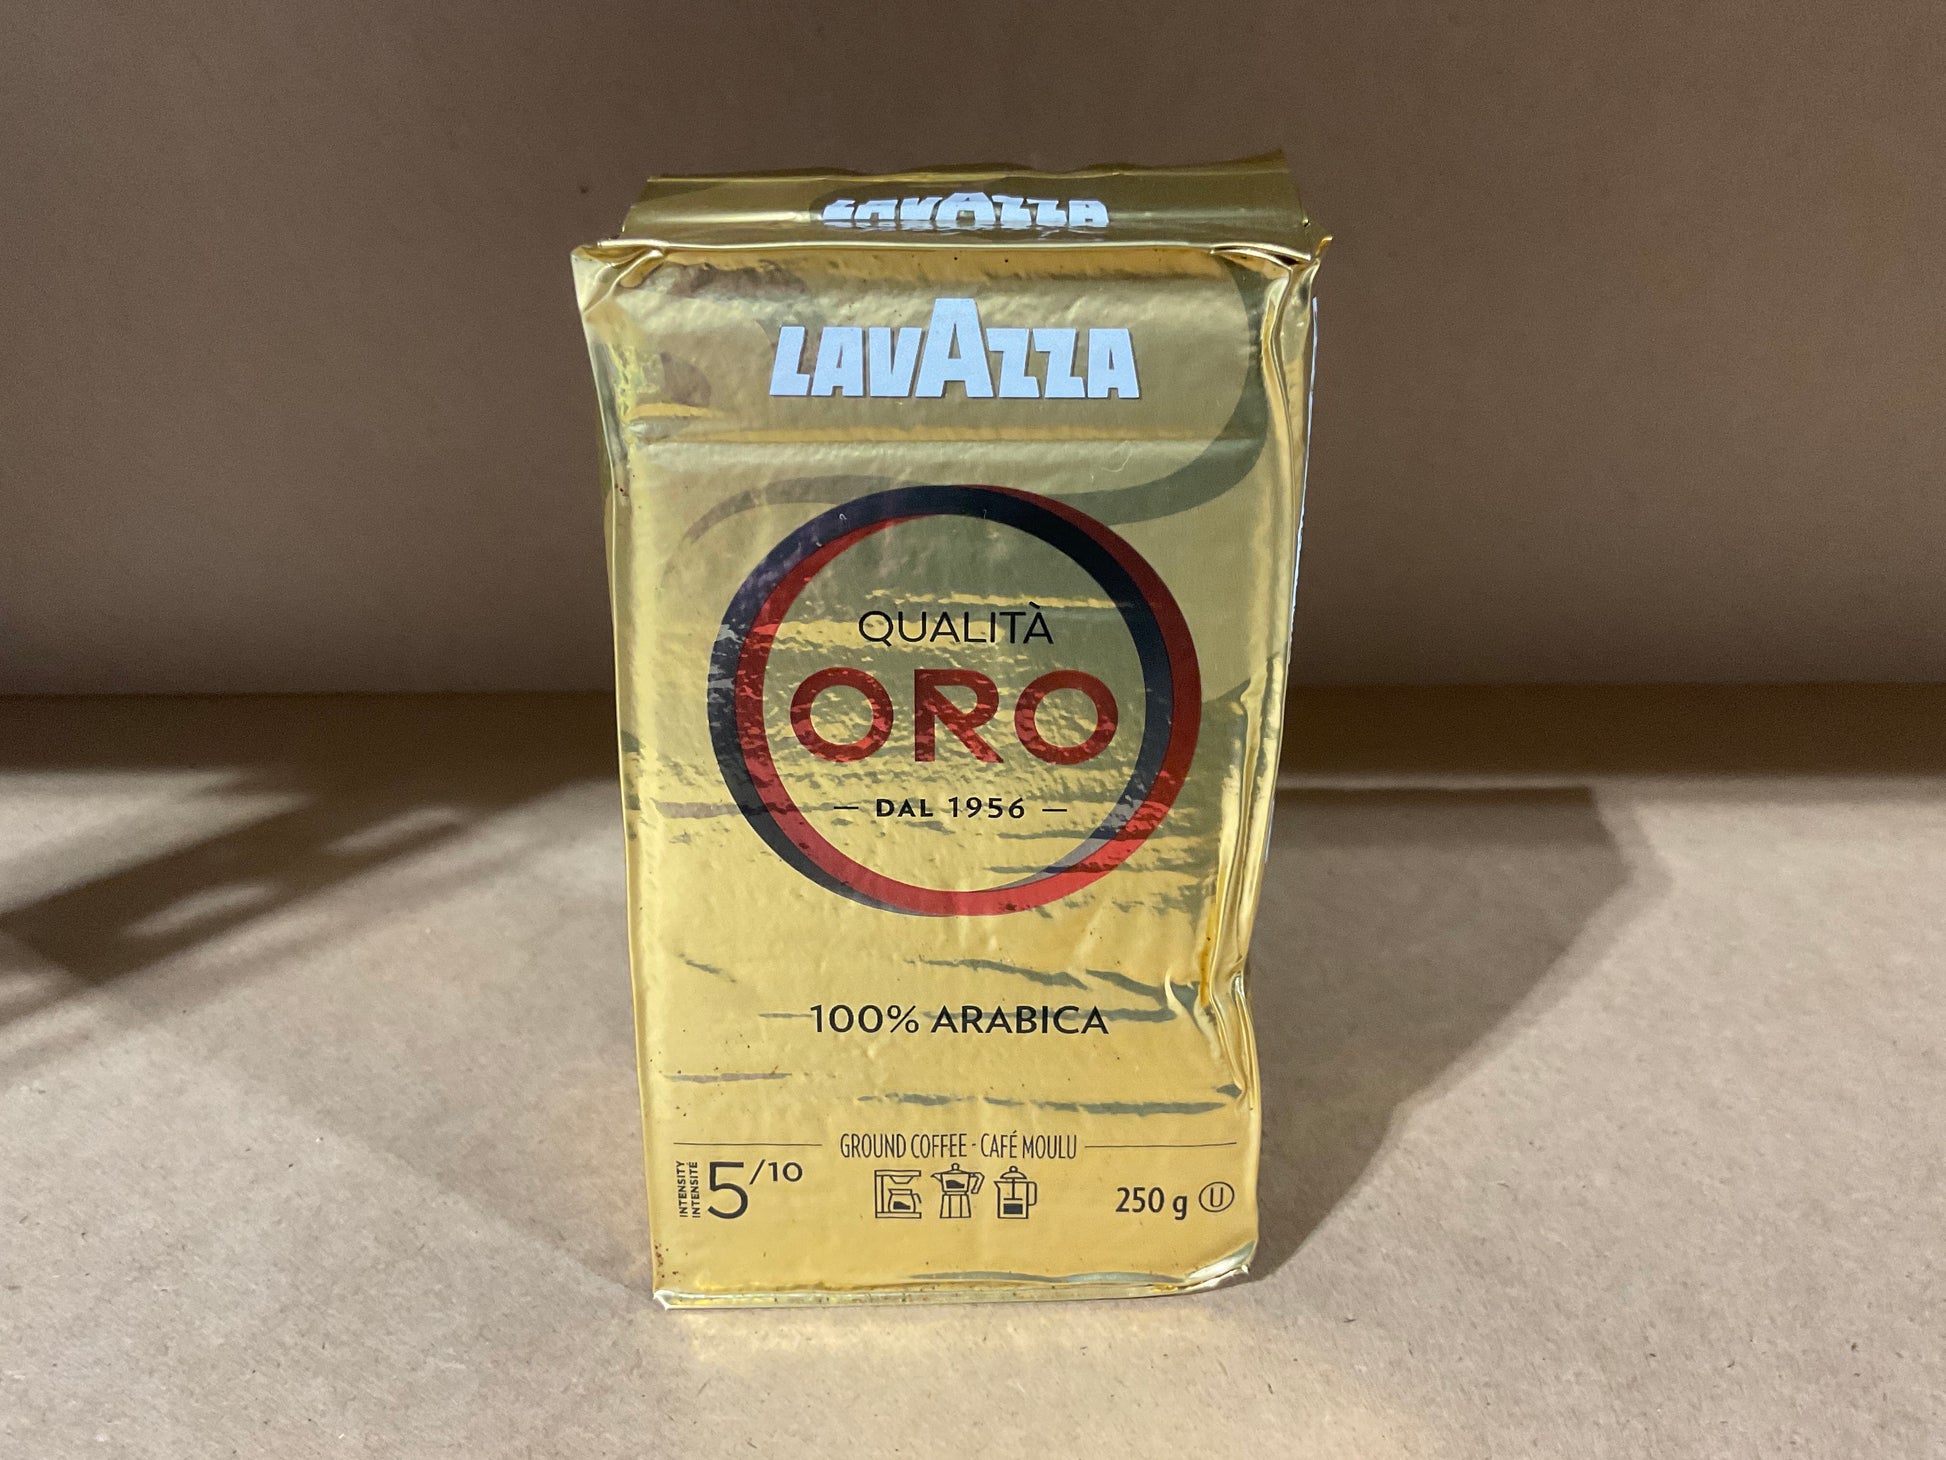 LAVAZZA
LAVAZZA
QUALITÀ
ORO
— DAL 1956 —
100% ARABICA
GROUND COFFEE - CAFÉ MOULU
INTENSITY
INTENSITÉ
5/10
250 g U